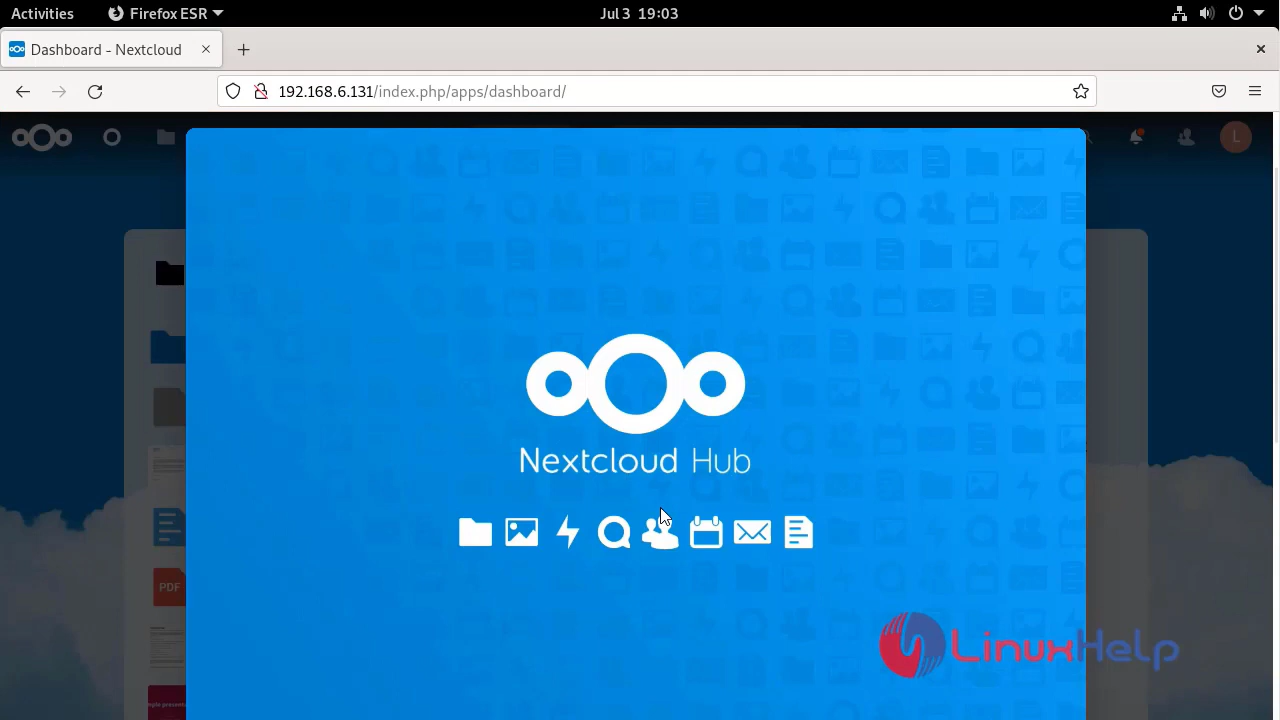 Activities
Firefox ESR
Jul 3 19:03
Dashboard - Nextcloud
192.168.6.131/index.php/apps/dashboard/
L
Nextcloud Hub
PDF
LinuxHelp